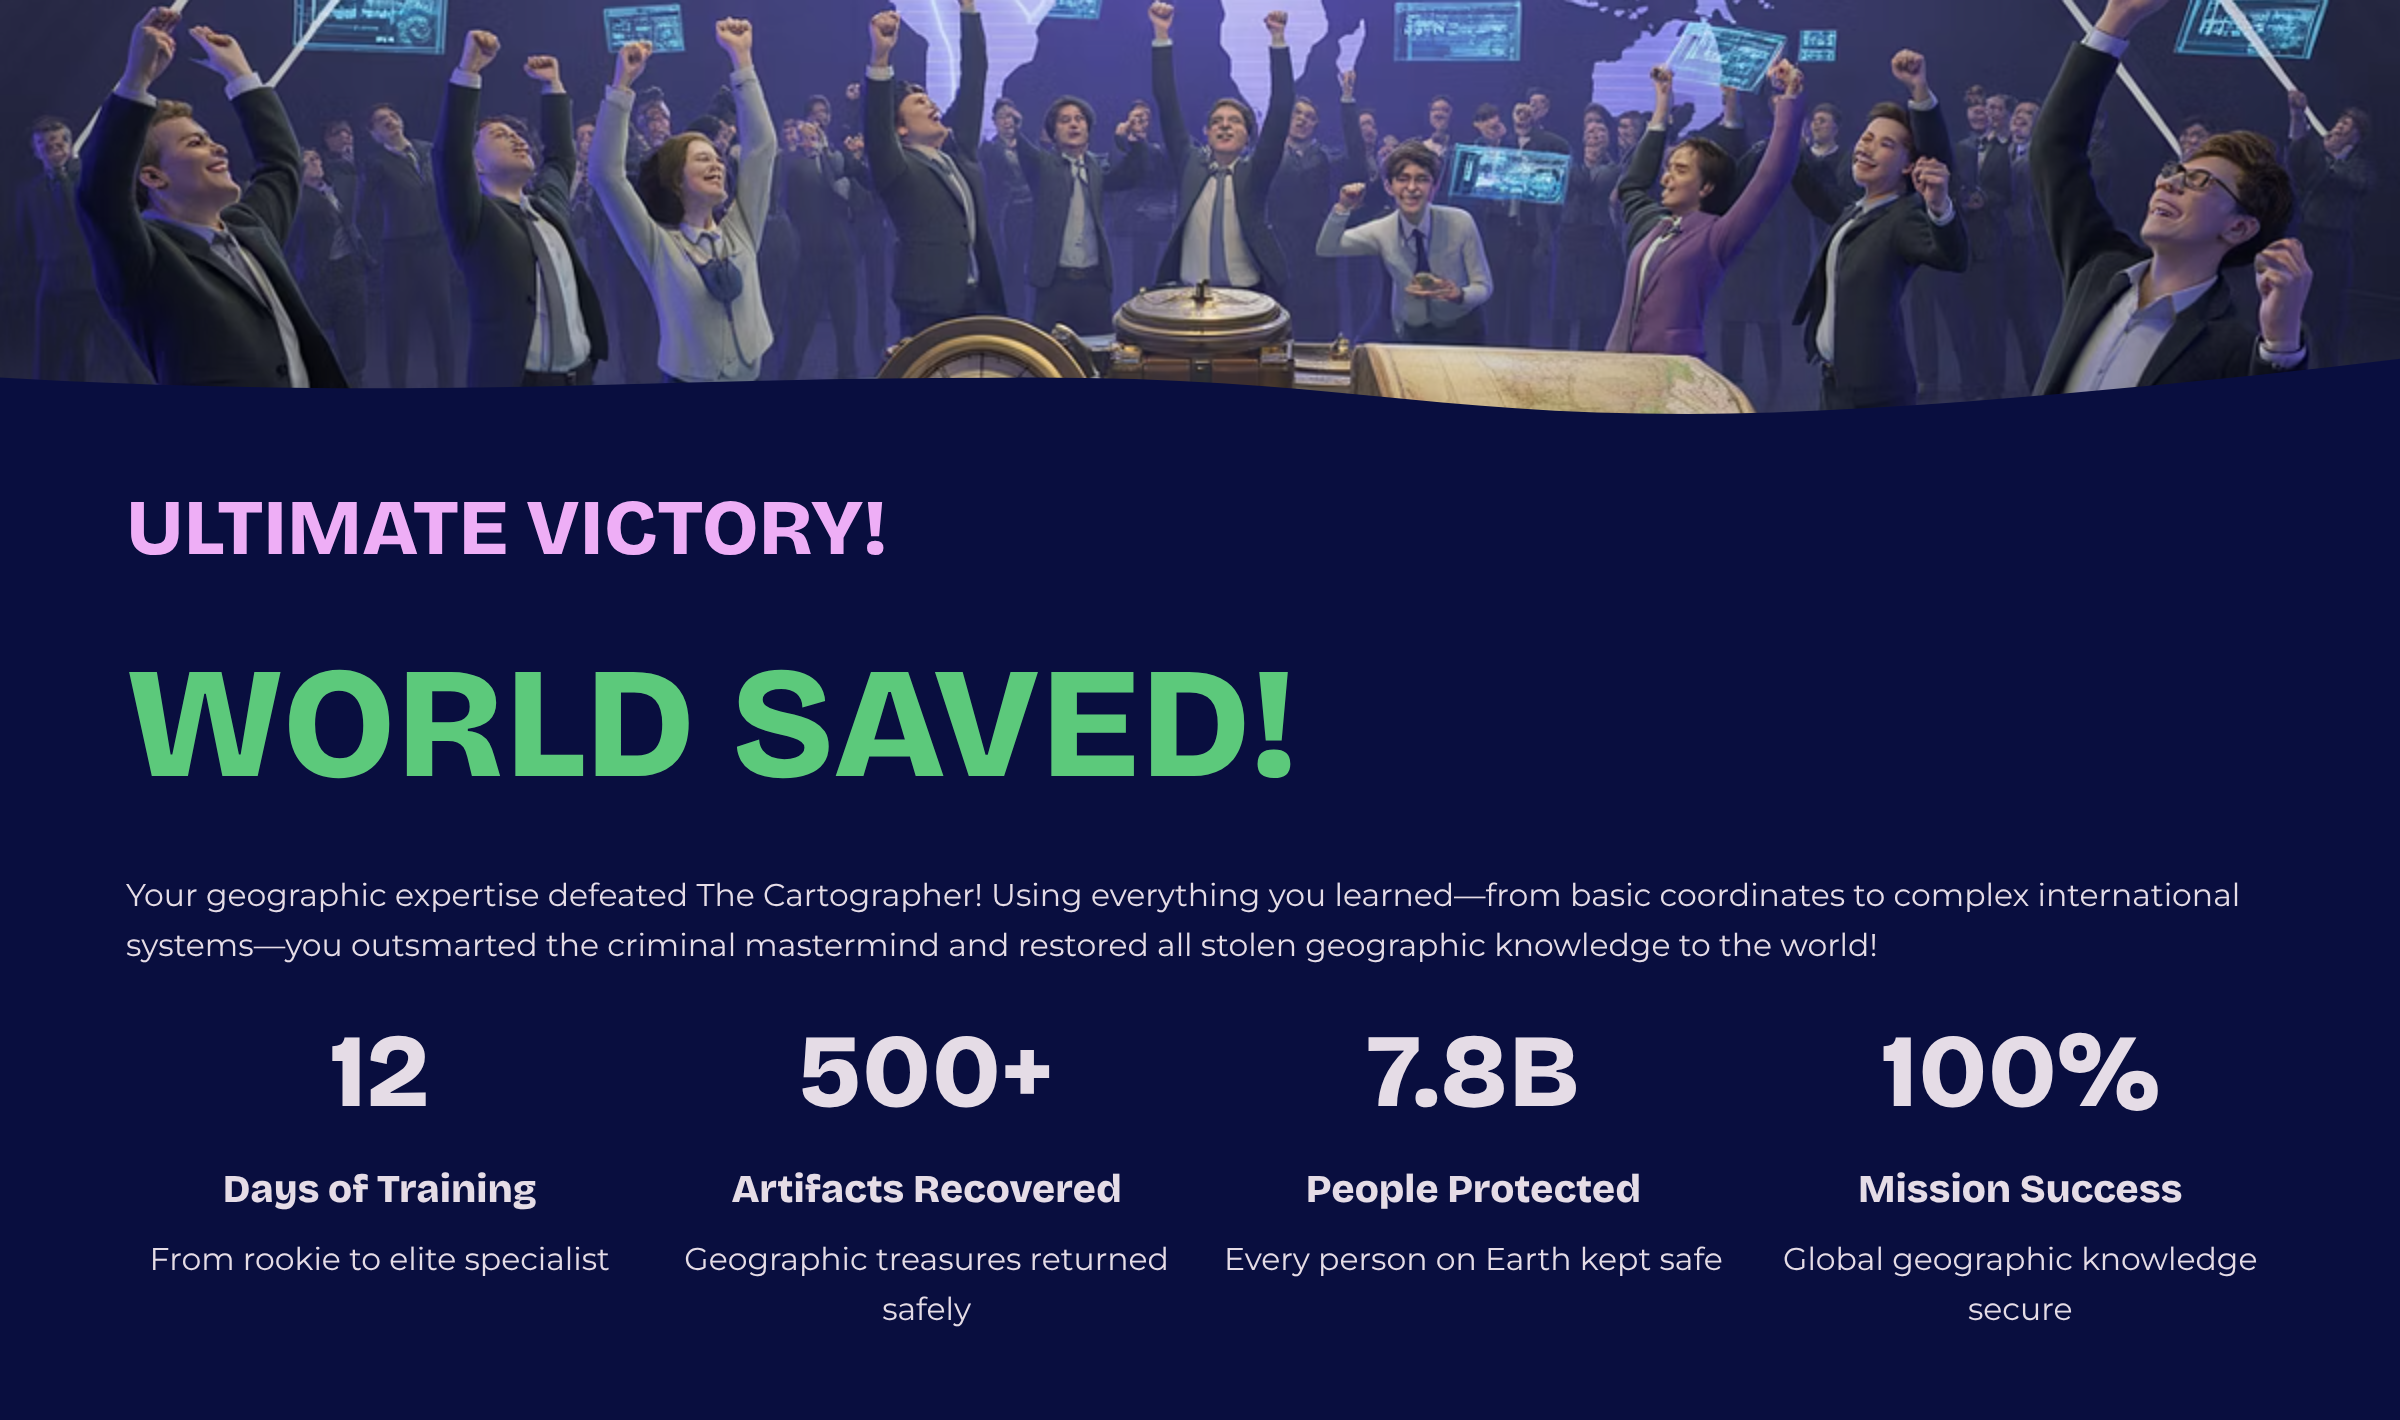 ULTIMATE VICTORY!
WORLD SAVED!
Your geographic expertise defeated The Cartographer! Using everything you learned—from basic coordinates to complex international
systems—you outsmarted the criminal mastermind and restored all stolen geographic knowledge to the world!
12
Days of Training
From rookie to elite specialist
500+
Artifacts Recovered
Geographic treasures returned
safely
7.8B
People Protected
Every person on Earth kept safe
100%
Mission Success
Global geographic knowledge
secure